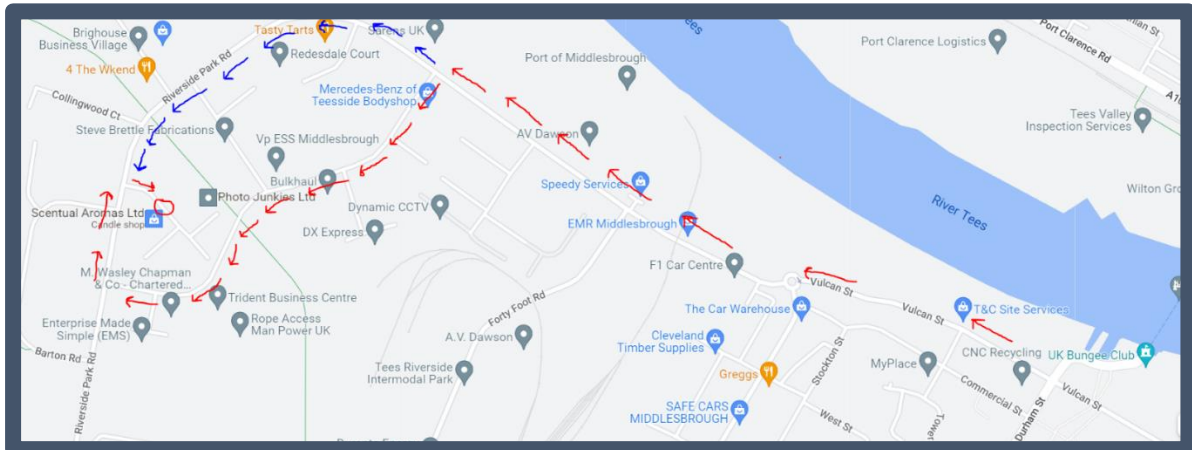 Brighouse
Business Village
Tasty Tarts
Sarens UK
Redesdale Court
4 The Wkend
Riverside Park Rd
Collingwood Ct
Steve Brettle Fabrications
Mercedes-Benz of
Teesside Bodyshop
Port of Middlesbrough
Tees
Port Clarence Logistics
Port Clarence Rd
Tees Valley
Inspection Services
AV Dawson
Vp ESS Middlesbrough
Bulkhaul
Speedy Services
Photo Junkies Ltd
Dynamic CCTV
Scentual Aromas Ltd
Candle shop
DX Express
EMR Middlesbrough
River Tees
F1 Car Centre
M. Wasley Chapman
& Co - Chartered...
Trident Business Centre
Enterprise Made
Simple (EMS)
Rope Access
Man Power UK
Barton Rd
Riverside Park Rd
Forty Foot Rd
A.V. Dawson
Tees Riverside
Intermodal Park
The Car Warehouse
Vulcan St
Vulcan St
T&C Site Services
Cleveland
Timber Supplies
Greggs
Stockton St
MyPlace
CNC Recycling
UK Bungee Club
Commercial St
Vulcan St
Durham St
SAFE CARS
MIDDLESBROUGH
West St